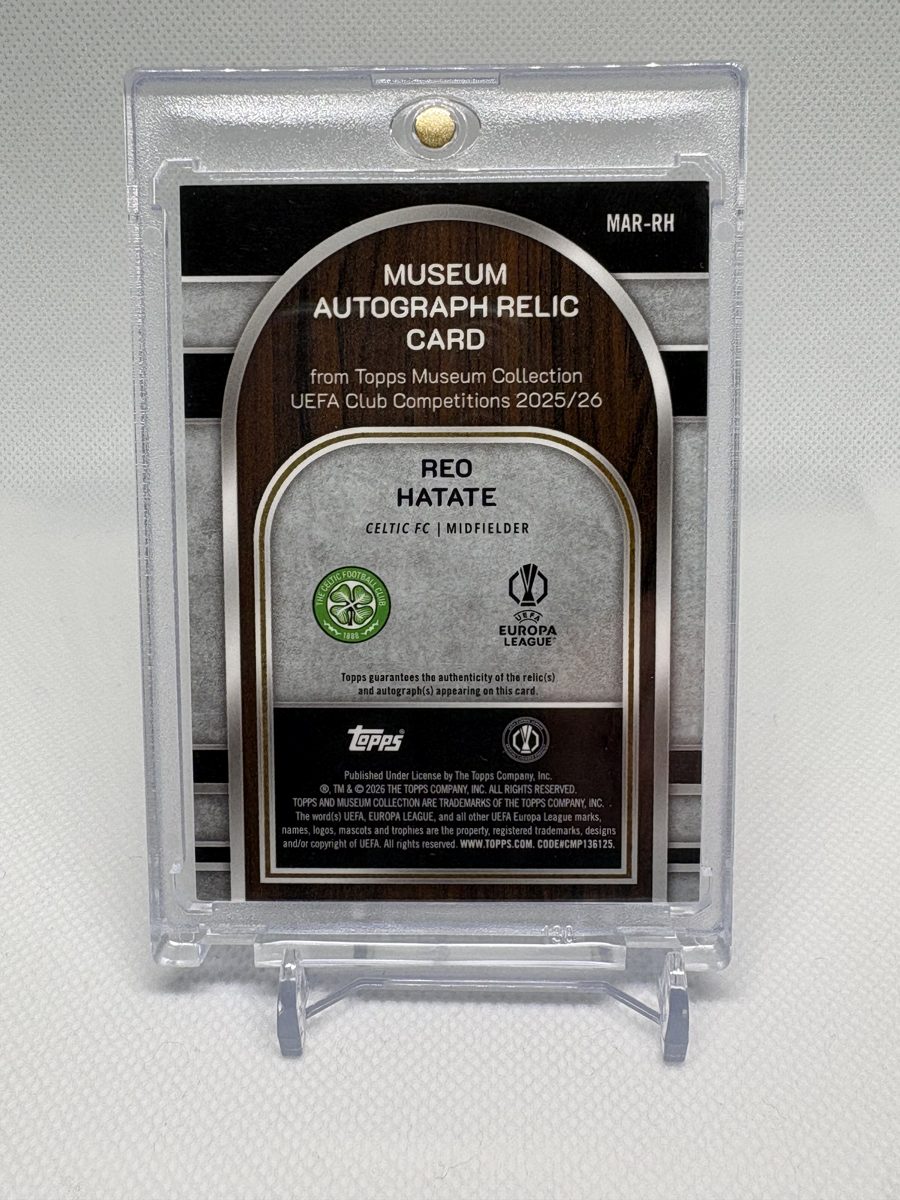 MAR-RH
MUSEUM
AUTOGRAPH RELIC
CARD
from Topps Museum Collection
UEFA Club Competitions 2025/26
REO
HATATE
CELTIC FC | MIDFIELDER
THE CELTIC FOOTBALL CLUB
1888
UEFA
EUROPA
LEAGUE™
Topps guarantees the authenticity of the relic(s)
and autograph(s) appearing on this card.
topps®
Published Under License by The Topps Company, Inc.
®, TM & © 2026 THE TOPPS COMPANY, INC. ALL RIGHTS RESERVED.
TOPPS AND MUSEUM COLLECTION ARE TRADEMARKS OF THE TOPPS COMPANY, INC.
The word(s) UEFA, EUROPA LEAGUE, and all other UEFA Europa League marks,
names, logos, mascots and trophies are the property, registered trademarks, designs
and/or copyright of UEFA. All rights reserved. WWW.TOPPS.COM. CODE#CMP136125.
130